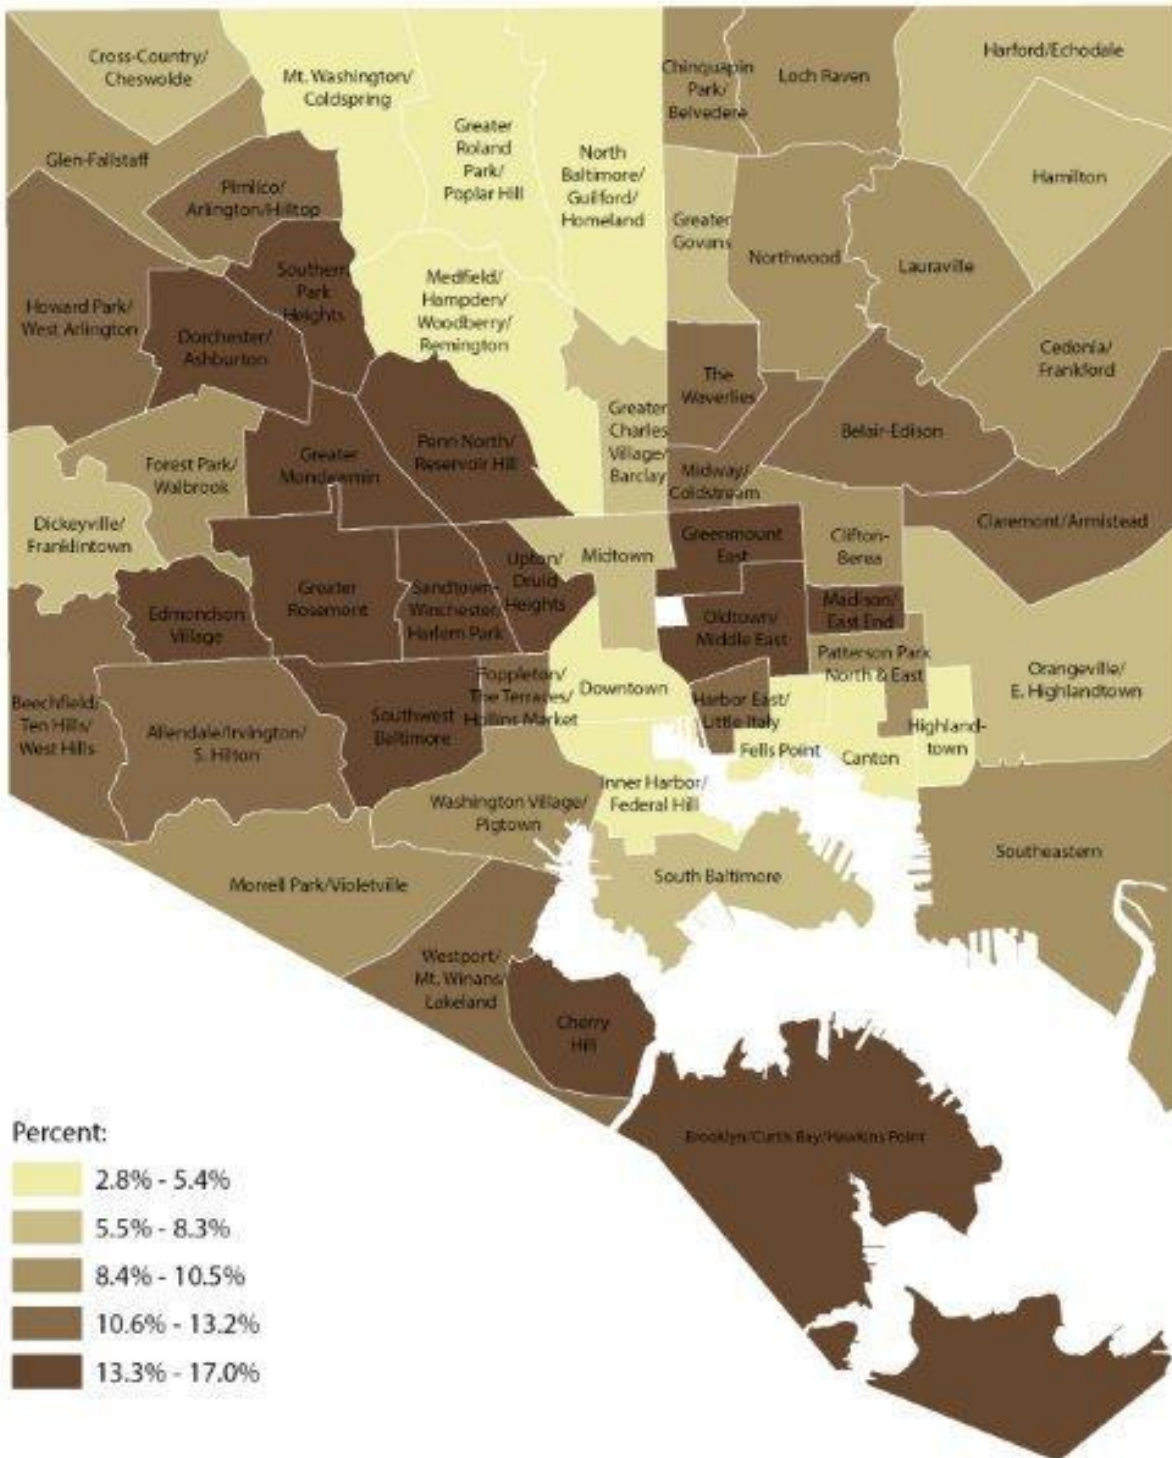 Cross-Country/
Cheswolde
Mt. Washington/
Coldspring
Greater
Roland
Park/
Poplar Hill
North
Baltimore/
Guilford/
Homeland
Chinquapin
Park/
Belvedere
Loch Raven
Harford/Echodale
Glen-Fallstaff
Pimlico/
Arlington/Hilltop
Hamilton
Greater
Govans
Northwood
Lauraville
Howard Park/
West Arlington
Southern
Park
Heights
Dorchester/
Ashburton
Medfield/
Hampden/
Woodberry/
Remington
Cedonia/
Frankford
The
Waverlies
Belair-Edison
Forest Park/
Walbrook
Greater
Mondawmin
Penn North/
Reservoir Hill
Greater
Charles
Village/
Barclay
Midway/
Coldstream
Dickeyville/
Franklintown
Claremont/Armistead
Greenmount
East
Clifton-
Berea
Midtown
Upton/
Druid
Heights
Edmondson
Village
Greater
Rosemont
Sandtown-
Winchester/
Harlem Park
Oldtown/
Middle East
Madison/
East End
Patterson Park
North & East
Orangeville/
E. Highlandtown
Beechfield/
Ten Hills/
West Hills
Allendale/Irvington/
S. Hilton
Southwest
Baltimore
Poppleton/
The Terraces/
Hollins Market
Downtown
Harbor East/
Little Italy
Fells Point
Canton
Highland-
town
Inner Harbor/
Federal Hill
Washington Village/
Pigtown
Southeastern
Morrell Park/Violetville
South Baltimore
Westport/
Mt. Winans/
Lakeland
Cherry
Hill
Brooklyn/Curtis Bay/Hawkins Point
Percent:
2.8% - 5.4%
5.5% - 8.3%
8.4% - 10.5%
10.6% - 13.2%
13.3% - 17.0%